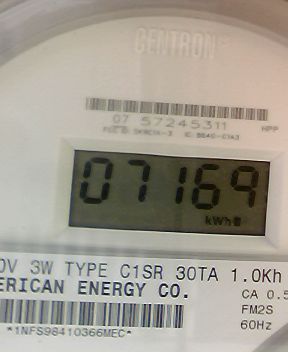 CENTRON
07 57245311
HPP
07169
kWh
0V 3W TYPE C1SR 30TA 1.0Kh
ERICAN ENERGY CO.
CA 0.5
FM2S
60Hz
*1NFS98410366MEC*